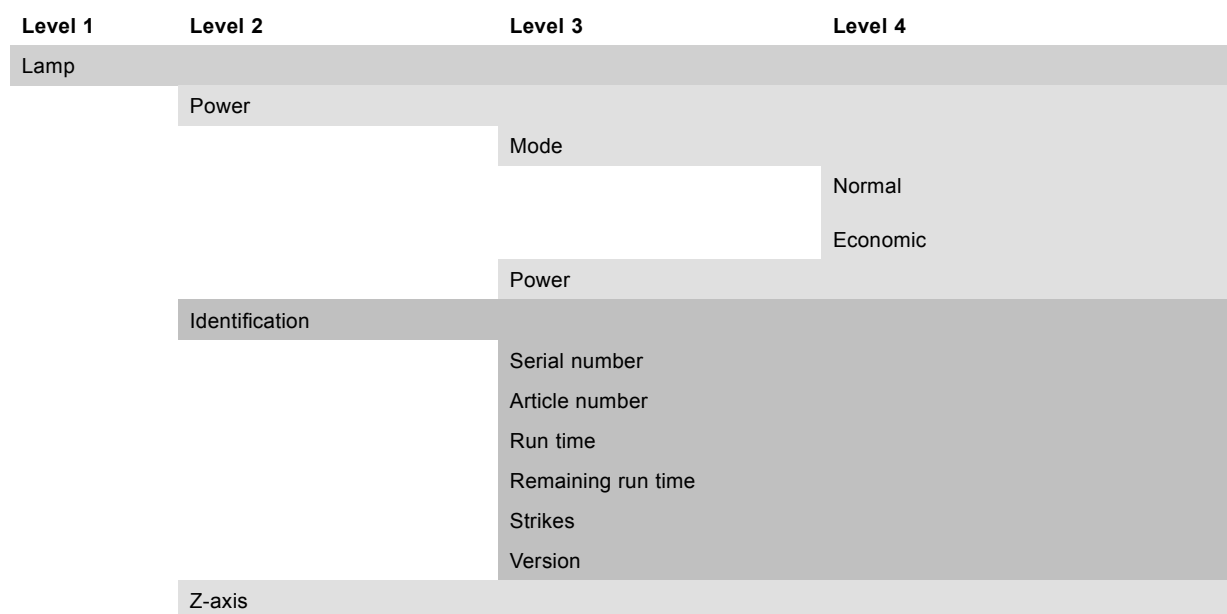 Level 1 Level 2 Level 3 Level 4
Lamp
Power
Mode
Normal
Economic
Power
Identification
Serial number
Article number
Run time
Remaining run time
Strikes
Version
Z-axis